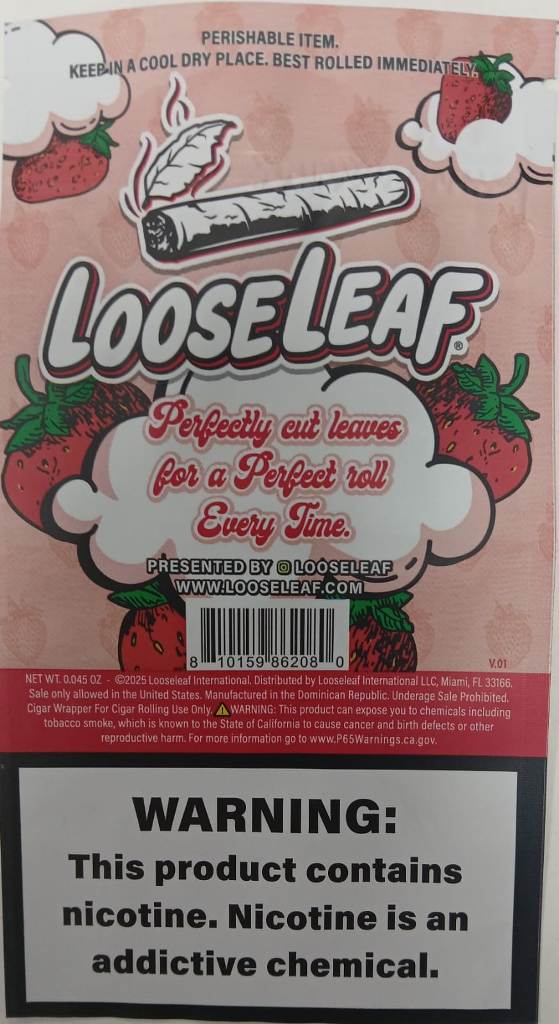 PERISHABLE ITEM.
KEEP IN A COOL DRY PLACE. BEST ROLLED IMMEDIATELY.
LOOSELEAF®
Perfectly cut leaves
for a Perfect roll
Every Time.
PRESENTED BY LOOSELEAF
WWW.LOOSELEAF.COM
8 10159 86208 0
V.01
NET WT. 0.045 OZ - ©2025 Looseleaf International. Distributed by Looseleaf International LLC, Miami, FL 33166.
Sale only allowed in the United States. Manufactured in the Dominican Republic. Underage Sale Prohibited.
Cigar Wrapper For Cigar Rolling Use Only. ⚠ WARNING: This product can expose you to chemicals including
tobacco smoke, which is known to the State of California to cause cancer and birth defects or other
reproductive harm. For more information go to www.P65Warnings.ca.gov.
WARNING:
This product contains
nicotine. Nicotine is an
addictive chemical.